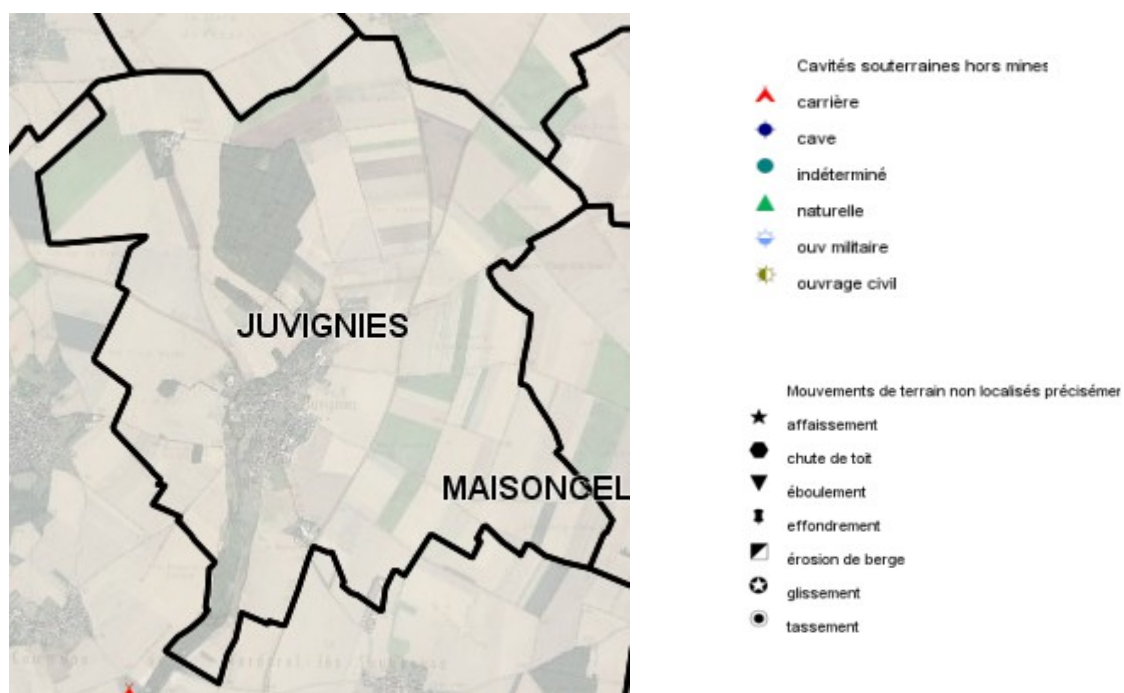 JUVIGNIES
MAISONCEL
Cavités souterraines hors mines
carrière
cave
indéterminé
naturelle
ouv militaire
ouvrage civil
Mouvements de terrain non localisés précisémer
affaissement
chute de toit
éboulement
effondrement
érosion de berge
glissement
tassement